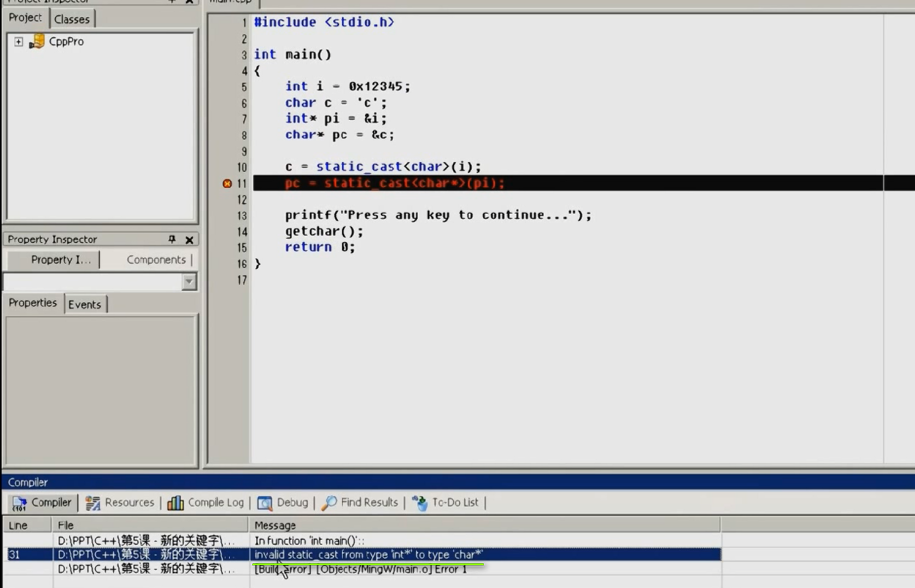 Project Inspector
main.cpp
Project Classes
CppPro
1 #include <stdio.h>
2
3 int main()
4 {
5 int i = 0x12345;
6 char c = 'c';
7 int* pi = &i;
8 char* pc = &c;
9
10 c = static_cast<char>(i);
11 pc = static_cast<char*>(pi);
12
13 printf("Press any key to continue...");
14 getchar();
15 return 0;
16 }
17
Property Inspector
Property I... Components
Properties Events
Compiler
Compiler Resources Compile Log Debug Find Results To-Do List
Line File Message
D:\PPT\C++\第5课 - 新的关键字\... In function 'int main()'::
31 D:\PPT\C++\第5课 - 新的关键字\... invalid static_cast from type 'int*' to type 'char*'
D:\PPT\C++\第5课 - 新的关键字\... [Build Error] [Objects/MingW/main.o] Error 1